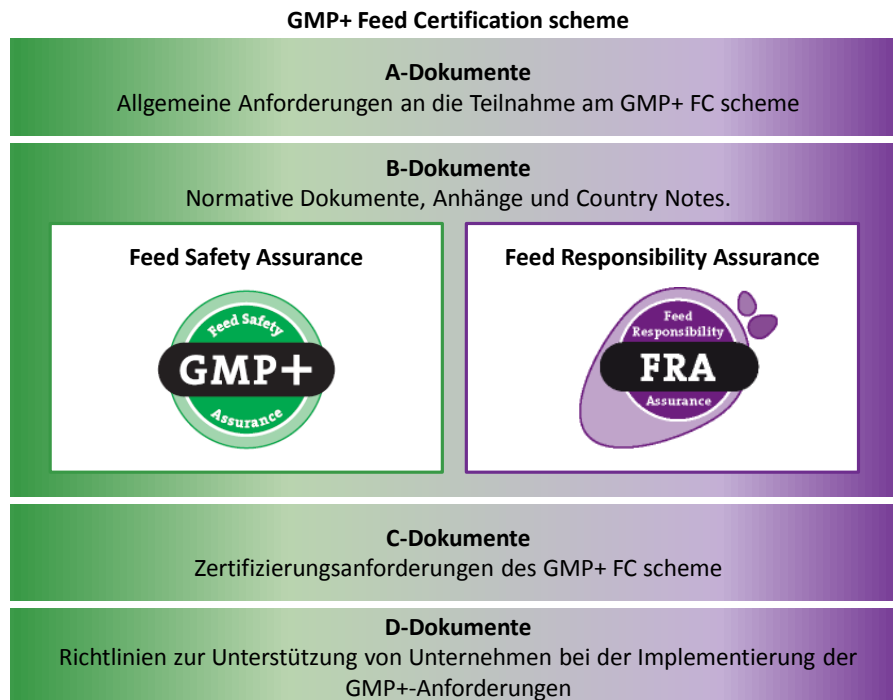 GMP+ Feed Certification scheme
A-Dokumente
Allgemeine Anforderungen an die Teilnahme am GMP+ FC scheme
B-Dokumente
Normative Dokumente, Anhänge und Country Notes.
Feed Safety Assurance
Feed Safety
GMP+
Assurance
Feed Responsibility Assurance
Feed
Responsibility
FRA
Assurance
C-Dokumente
Zertifizierungsanforderungen des GMP+ FC scheme
D-Dokumente
Richtlinien zur Unterstützung von Unternehmen bei der Implementierung der
GMP+-Anforderungen